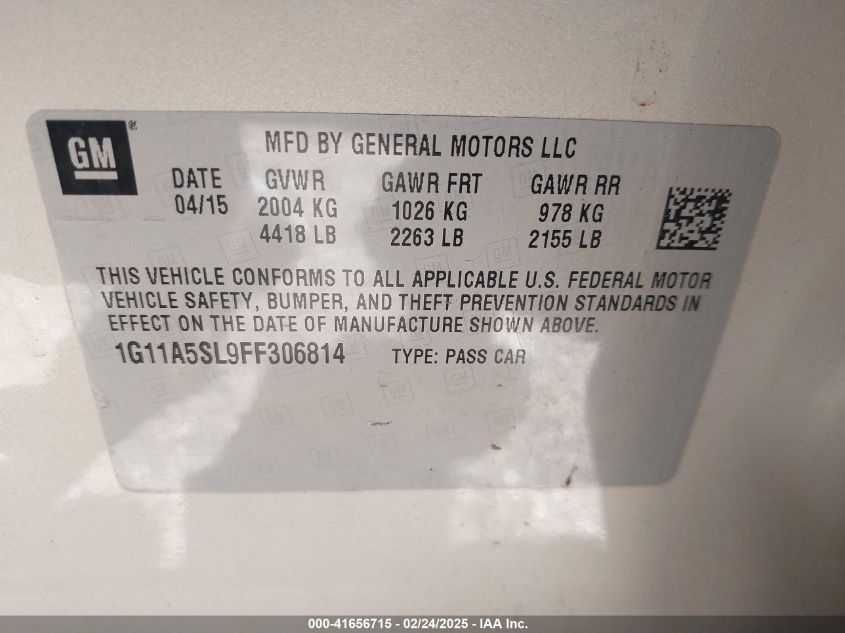 GM®
MFD BY GENERAL MOTORS LLC
DATE GVWR GAWR FRT GAWR RR
04/15 2004 KG 1026 KG 978 KG
4418 LB 2263 LB 2155 LB
THIS VEHICLE CONFORMS TO ALL APPLICABLE U.S. FEDERAL MOTOR
VEHICLE SAFETY, BUMPER, AND THEFT PREVENTION STANDARDS IN
EFFECT ON THE DATE OF MANUFACTURE SHOWN ABOVE.
1G11A5SL9FF306814 TYPE: PASS CAR
000-41656715 - 02/24/2025 - IAA Inc.